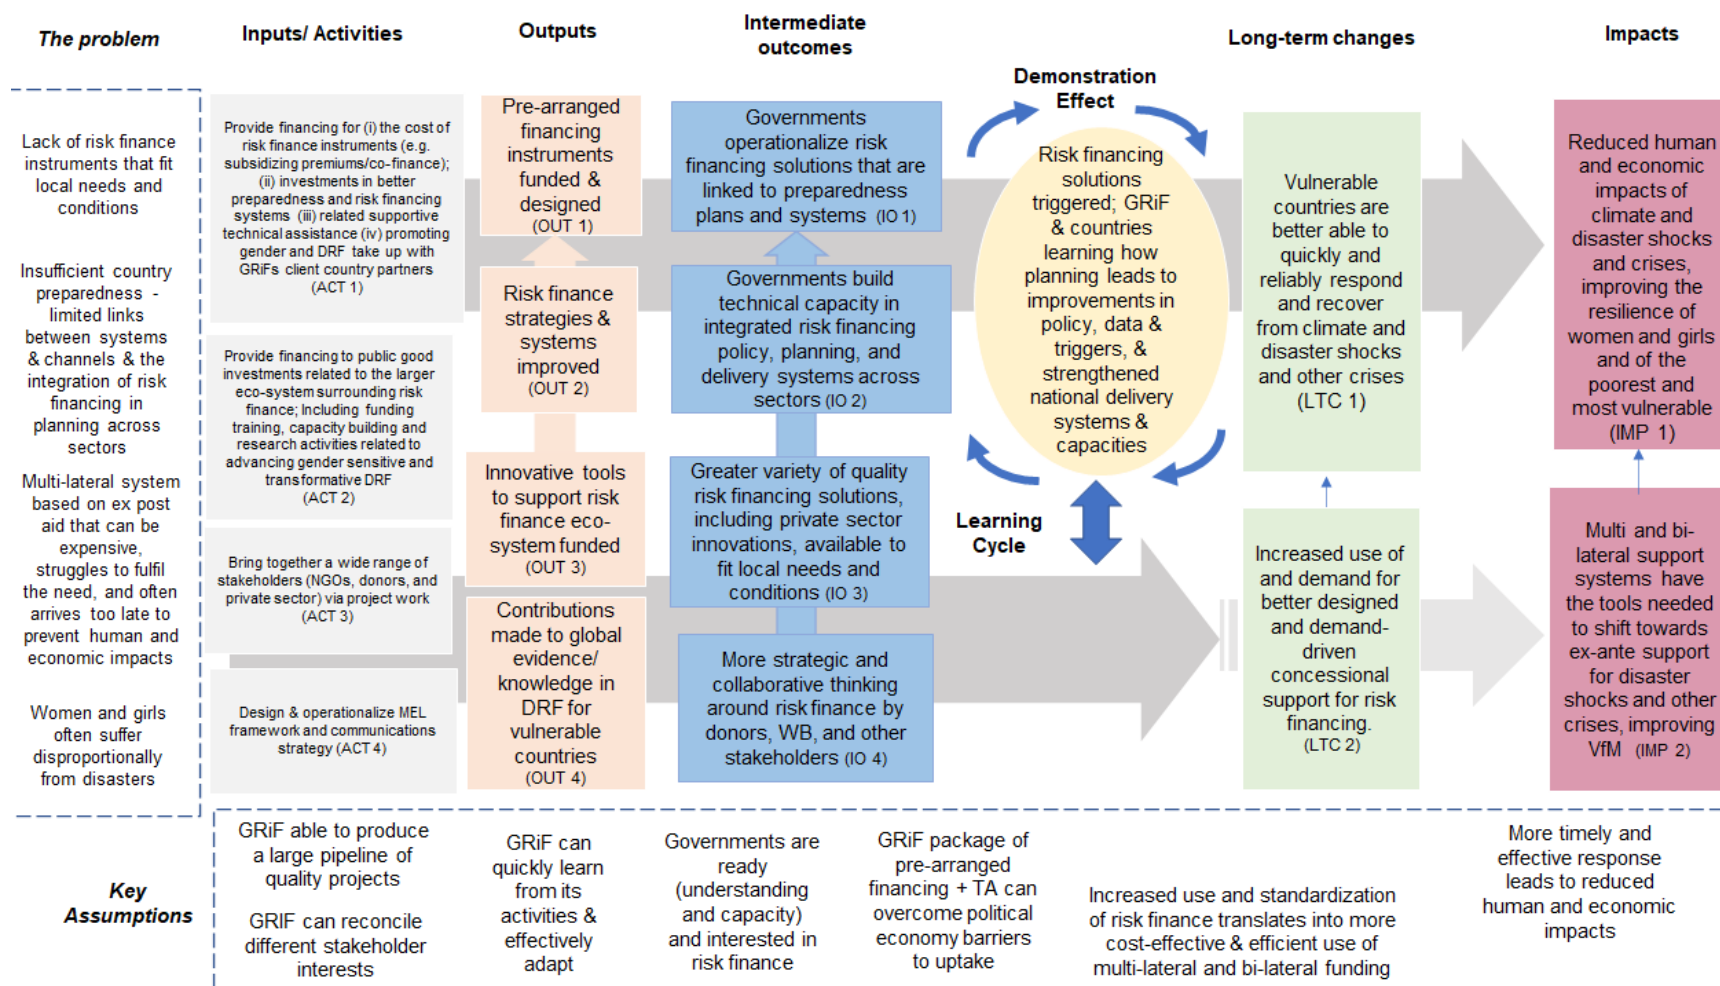 The problem
Inputs/ Activities
Outputs
Intermediate
outcomes
Long-term changes
Impacts
Lack of risk finance
instruments that fit
local needs and
conditions
Insufficient country
preparedness -
limited links
between systems
& channels & the
integration of risk
financing in
planning across
sectors
Multi-lateral system
based on ex post
aid that can be
expensive,
struggles to fulfil
the need, and often
arrives too late to
prevent human and
economic impacts
Women and girls
often suffer
disproportionally
from disasters
Provide financing for (i) the cost of
risk finance instruments (e.g.
subsidizing premiums/co-finance);
(ii) investments in better
preparedness and risk financing
systems (iii) related supportive
technical assistance (iv) promoting
gender and DRF take up with
GRiFs client country partners
(ACT 1)
Provide financing to public good
investments related to the larger
eco-system surrounding risk
finance; Including funding
training, capacity building and
research activities related to
advancing gender sensitive and
transformative DRF
(ACT 2)
Bring together a wide range of
stakeholders (NGOs, donors, and
private sector) via project work
(ACT 3)
Design & operationalize MEL
framework and communications
strategy (ACT 4)
Pre-arranged
financing
instruments
funded &
designed
(OUT 1)
Risk finance
strategies &
systems
improved
(OUT 2)
Innovative tools
to support risk
finance eco-
system funded
(OUT 3)
Contributions
made to global
evidence/
knowledge in
DRF for
vulnerable
countries
(OUT 4)
Governments
operationalize risk
financing solutions that are
linked to preparedness
plans and systems (IO 1)
Governments build
technical capacity in
integrated risk financing
policy, planning, and
delivery systems across
sectors (IO 2)
Greater variety of quality
risk financing solutions,
including private sector
innovations, available to
fit local needs and
conditions (IO 3)
More strategic and
collaborative thinking
around risk finance by
donors, WB, and other
stakeholders (IO 4)
Demonstration
Effect
Risk financing
solutions
triggered; GRiF
& countries
learning how
planning leads to
improvements in
policy, data &
triggers, &
strengthened
national delivery
systems &
capacities
Learning
Cycle
Vulnerable
countries are
better able to
quickly and
reliably respond
and recover
from climate and
disaster shocks
and other crises
(LTC 1)
Increased use of
and demand for
better designed
and demand-
driven
concessional
support for risk
financing.
(LTC 2)
Reduced human
and economic
impacts of
climate and
disaster shocks
and crises,
improving the
resilience of
women and girls
and of the
poorest and
most vulnerable
(IMP 1)
Multi and bi-
lateral support
systems have
the tools needed
to shift towards
ex-ante support
for disaster
shocks and other
crises, improving
VfM (IMP 2)
Key
Assumptions
GRiF able to produce
a large pipeline of
quality projects
GRIF can reconcile
different stakeholder
interests
GRiF can
quickly learn
from its
activities &
effectively
adapt
Governments are
ready
(understanding
and capacity)
and interested in
risk finance
GRiF package of
pre-arranged
financing + TA can
overcome political
economy barriers
to uptake
Increased use and standardization
of risk finance translates into more
cost-effective & efficient use of
multi-lateral and bi-lateral funding
More timely and
effective response
leads to reduced
human and economic
impacts